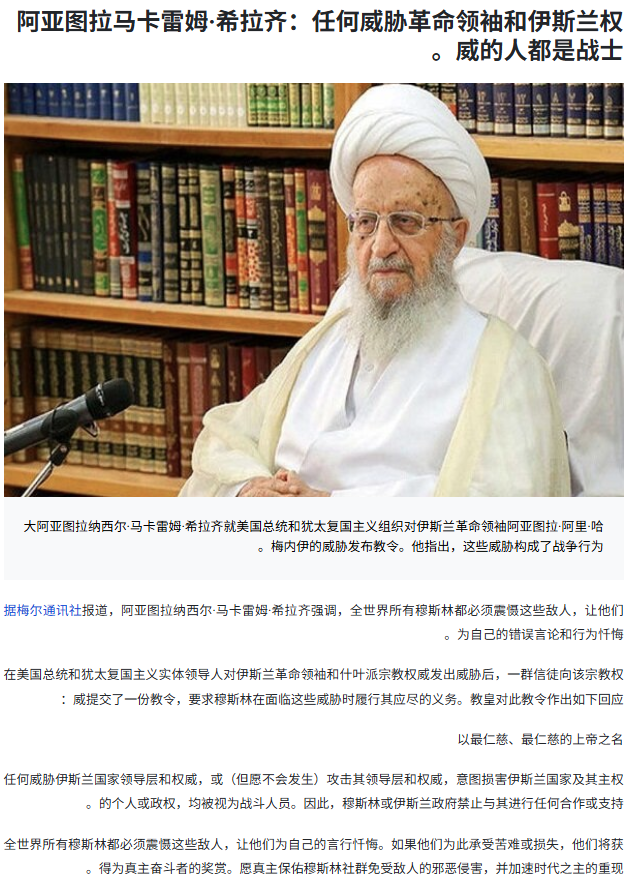 阿亚图拉马卡雷姆·希拉齐：任何威胁革命领袖和伊斯兰权
威的人都是战士。
大阿亚图拉纳西尔·马卡雷姆·希拉齐就美国总统和犹太复国主义组织对伊斯兰革命领袖阿亚图拉·阿里·哈
梅内伊的威胁发布教令。他指出，这些威胁构成了战争行为。
据梅尔通讯社报道，阿亚图拉纳西尔·马卡雷姆·希拉齐强调，全世界所有穆斯林都必须震慑这些敌人，让他们
为自己的错误言论和行为忏悔。
在美国总统和犹太复国主义实体领导人对伊斯兰革命领袖和什叶派宗教权威发出威胁后，一群信徒向该宗教权
威提交了一份教令，要求穆斯林在面临这些威胁时履行其应尽的义务。教皇对此教令作出如下回应：
以最仁慈、最仁慈的上帝之名
任何威胁伊斯兰国家领导层和权威，或（但愿不会发生）攻击其领导层和权威，意图损害伊斯兰国家及其主权
的个人或政权，均被视为战斗人员。因此，穆斯林或伊斯兰政府禁止与其进行任何合作或支持。
全世界所有穆斯林都必须震慑这些敌人，让他们为自己的言行忏悔。如果他们为此承受苦难或损失，他们将获
得为真主奋斗者的奖赏。愿真主保佑穆斯林社群免受敌人的邪恶侵害，并加速时代之主的重现。